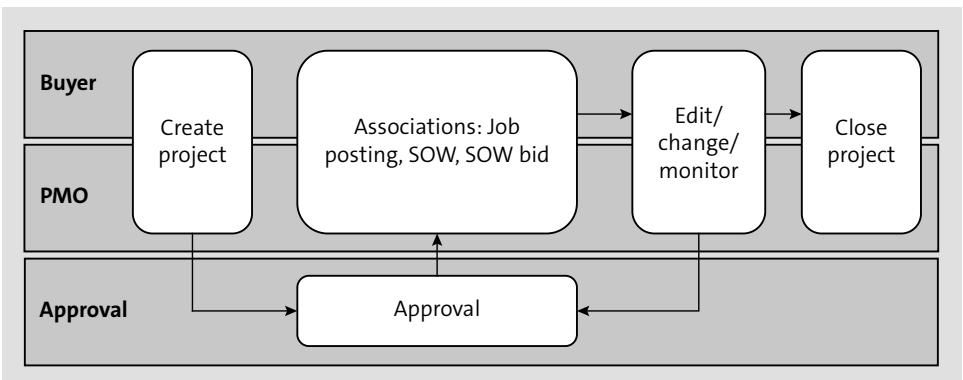 Buyer
Create
project
Associations: Job
posting, SOW, SOW bid
Edit/
change/
monitor
Close
project
PMO
Approval
Approval